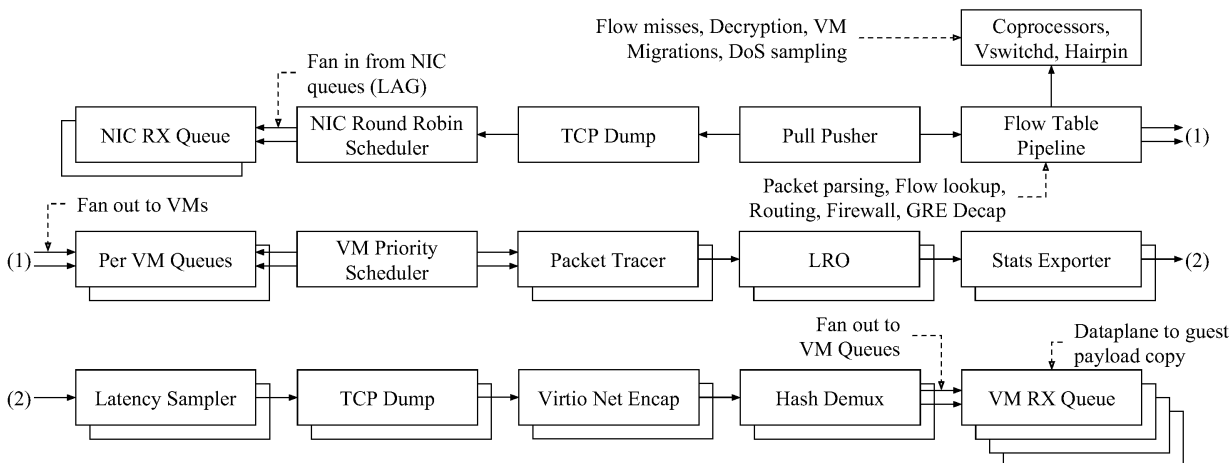 Flow misses, Decryption, VM
Migrations, DoS sampling
Coprocessors,
Vswitchd, Hairpin
Fan in from NIC
queues (LAG)
NIC RX Queue
NIC Round Robin
Scheduler
TCP Dump
Pull Pusher
Flow Table
Pipeline
(1)
Packet parsing, Flow lookup,
Routing, Firewall, GRE Decap
Fan out to VMs
(1)
Per VM Queues
VM Priority
Scheduler
Packet Tracer
LRO
Stats Exporter
(2)
Fan out to
VM Queues
Dataplane to guest
payload copy
(2)
Latency Sampler
TCP Dump
Virtio Net Encap
Hash Demux
VM RX Queue